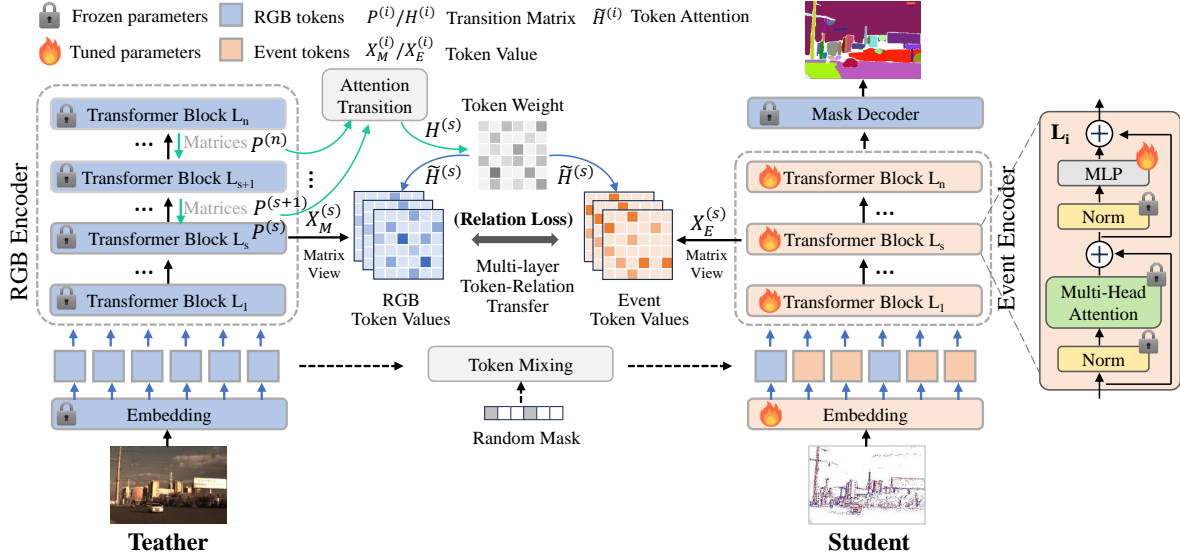 Frozen parameters
RGB tokens
P^(i)/H^(i) Transition Matrix
H̃^(i) Token Attention
Tuned parameters
Event tokens
X_M^(i)/X_E^(i) Token Value
RGB Encoder
Transformer Block L_n
... Matrices P^(n)
Transformer Block L_s+1
... Matrices P^(s+1)
Transformer Block L_s
P^(s)
...
Transformer Block L_1
Embedding
Teather
Attention
Transition
...
H^(s)
Token Weight
H̃^(s)
H̃^(s)
X_M^(s)
Matrix
View
RGB
Token Values
(Relation Loss)
Multi-layer
Token-Relation
Transfer
Event
Token Values
X_E^(s)
Matrix
View
Token Mixing
Random Mask
Mask Decoder
Event Encoder
Transformer Block L_n
...
Transformer Block L_s
...
Transformer Block L_1
Embedding
Student
L_i
MLP
Norm
Multi-Head
Attention
Norm